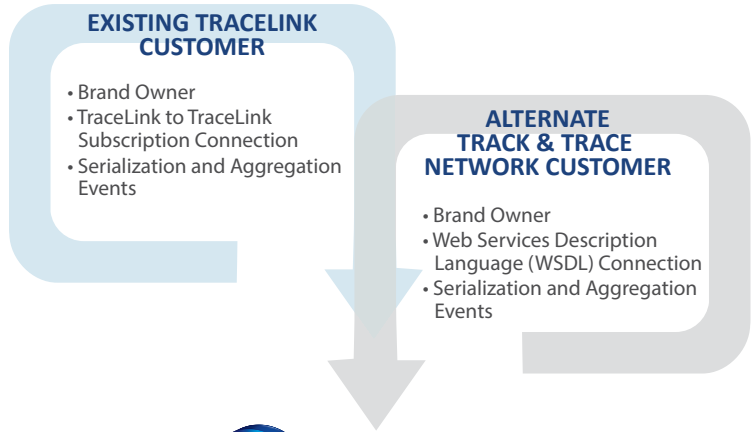 EXISTING TRACELINK
CUSTOMER
• Brand Owner
• TraceLink to TraceLink
Subscription Connection
• Serialization and Aggregation
Events
ALTERNATE
TRACK & TRACE
NETWORK CUSTOMER
• Brand Owner
• Web Services Description
Language (WSDL) Connection
• Serialization and Aggregation
Events